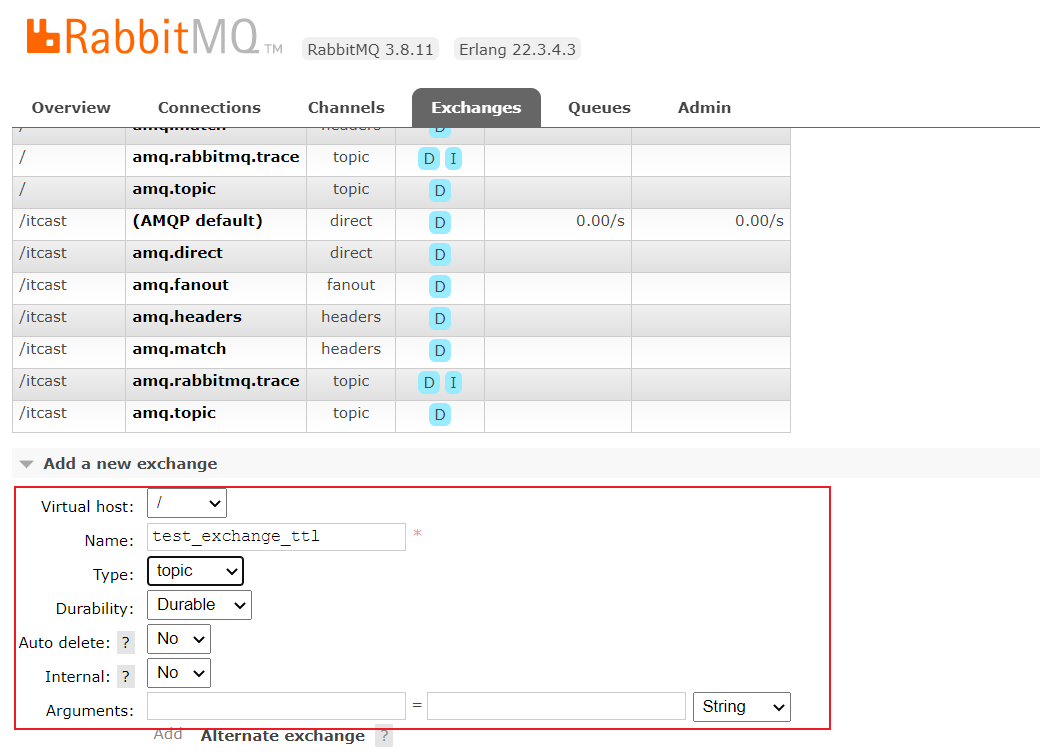 RabbitMQ TM RabbitMQ 3.8.11 Erlang 22.3.4.3
Overview Connections Channels Exchanges Queues Admin
/ amq.match headers D
/ amq.rabbitmq.trace topic D I
/ amq.topic topic D
/itcast (AMQP default) direct D 0.00/s 0.00/s
/itcast amq.direct direct D
/itcast amq.fanout fanout D
/itcast amq.headers headers D
/itcast amq.match headers D
/itcast amq.rabbitmq.trace topic D I
/itcast amq.topic topic D
Add a new exchange
Virtual host: /
Name: test_exchange_ttl *
Type: topic
Durability: Durable
Auto delete: ? No
Internal: ? No
Arguments: = String
Add Alternate exchange ?